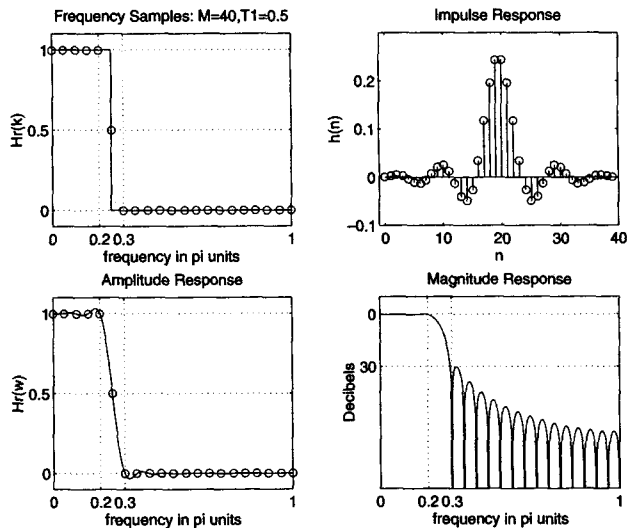 Frequency Samples: M=40,T1=0.5
Hr(k)
1
0.5
0
0 0.2 0.3 1
frequency in pi units
Impulse Response
h(n)
0.2
0.1
0
−0.1
0 10 20 30 40
n
Amplitude Response
Hr(w)
1
0.5
0
0 0.2 0.3 1
frequency in pi units
Magnitude Response
Decibels
0
30
0 0.2 0.3 1
frequency in pi units